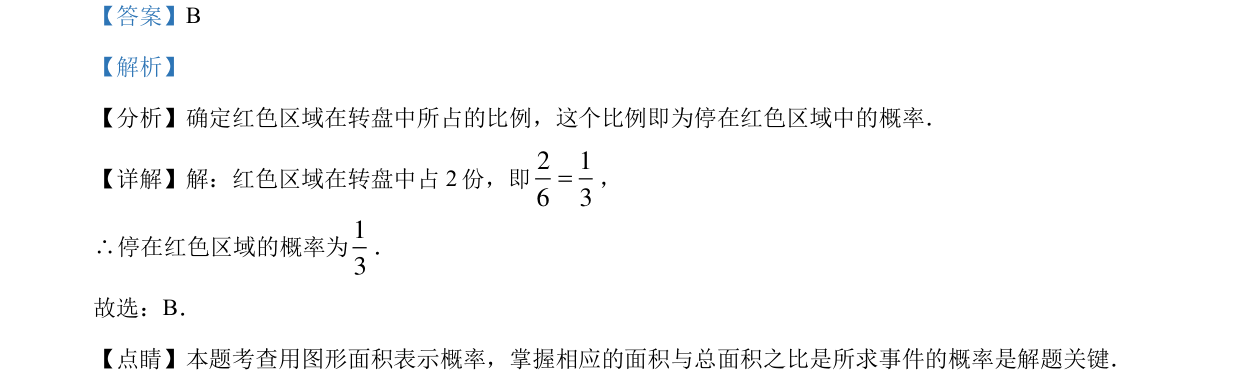 【答案】B
【解析】
【分析】确定红色区域在转盘中所占的比例，这个比例即为停在红色区域中的概率．
【详解】解：红色区域在转盘中占 2 份，即 2/6 = 1/3，
∴停在红色区域的概率为 1/3．
故选：B．
【点睛】本题考查用图形面积表示概率，掌握相应的面积与总面积之比是所求事件的概率是解题关键．